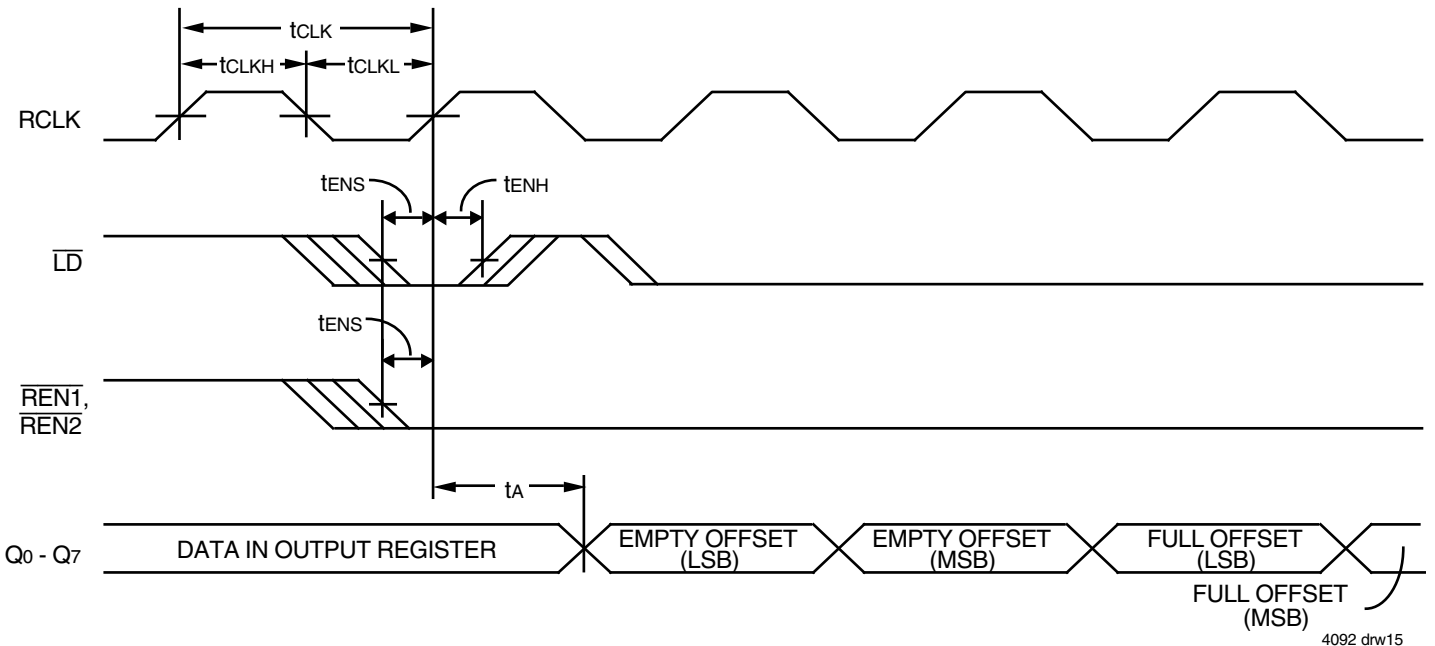 tCLK
tCLKH
tCLKL
RCLK
tENS
tENH
LD
tENS
REN1,
REN2
tA
Q0 - Q7
DATA IN OUTPUT REGISTER
EMPTY OFFSET
(LSB)
EMPTY OFFSET
(MSB)
FULL OFFSET
(LSB)
FULL OFFSET
(MSB)
4092 drw15